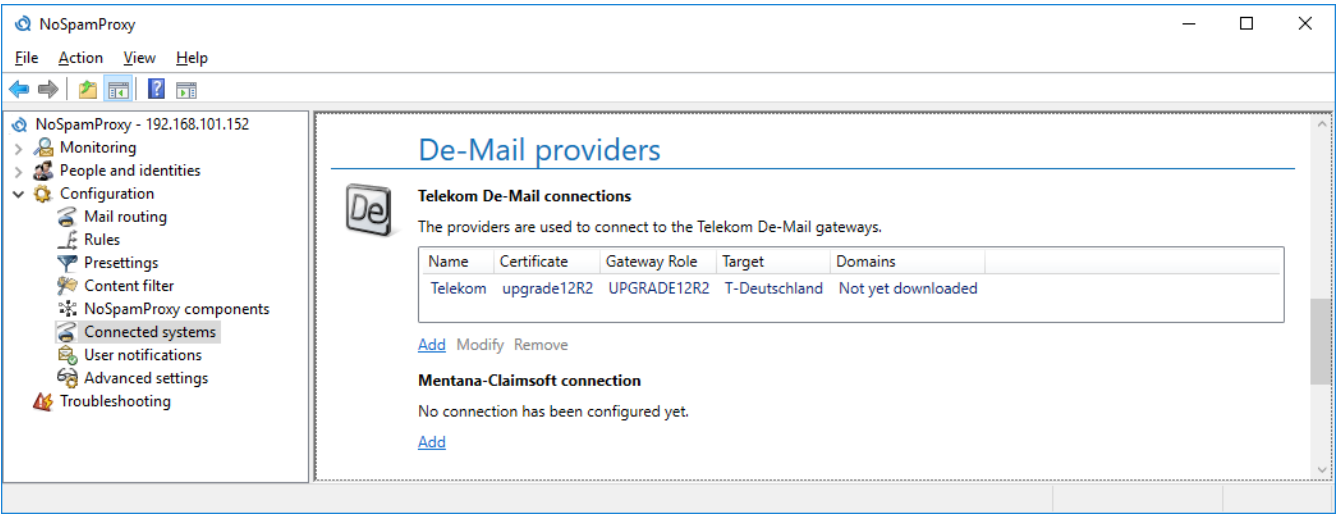 NoSpamProxy
File Action View Help
NoSpamProxy - 192.168.101.152
Monitoring
People and identities
Configuration
Mail routing
Rules
Presettings
Content filter
NoSpamProxy components
Connected systems
User notifications
Advanced settings
Troubleshooting
De-Mail providers
De
Telekom De-Mail connections
The providers are used to connect to the Telekom De-Mail gateways.
Name Certificate Gateway Role Target Domains
Telekom upgrade12R2 UPGRADE12R2 T-Deutschland Not yet downloaded
Add Modify Remove
Mentana-Claimsoft connection
No connection has been configured yet.
Add